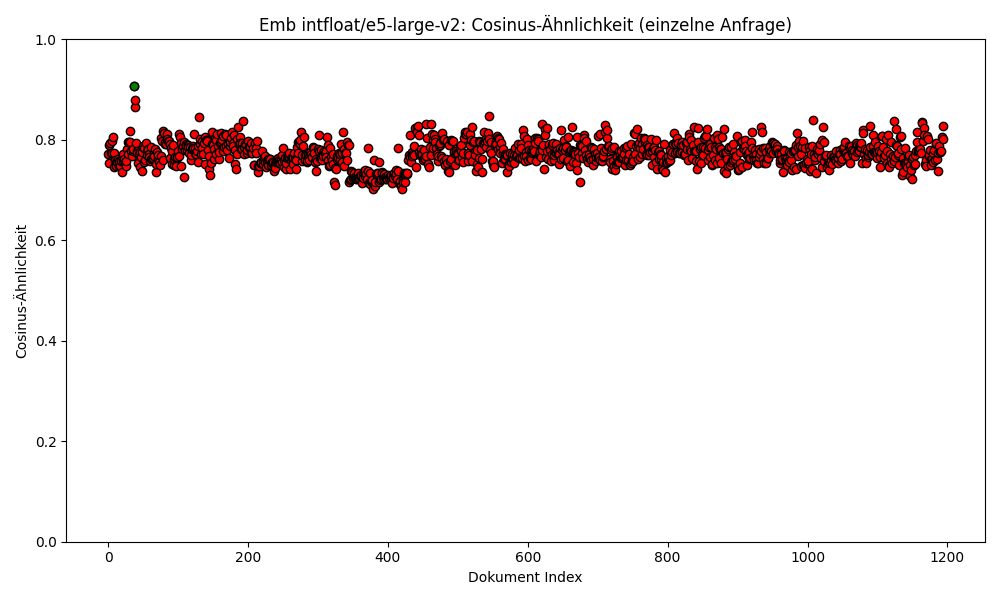 Emb intfloat/e5-large-v2: Cosinus-Ähnlichkeit (einzelne Anfrage)
Cosinus-Ähnlichkeit
1.0
0.8
0.6
0.4
0.2
0.0
0 200 400 600 800 1000 1200
Dokument Index